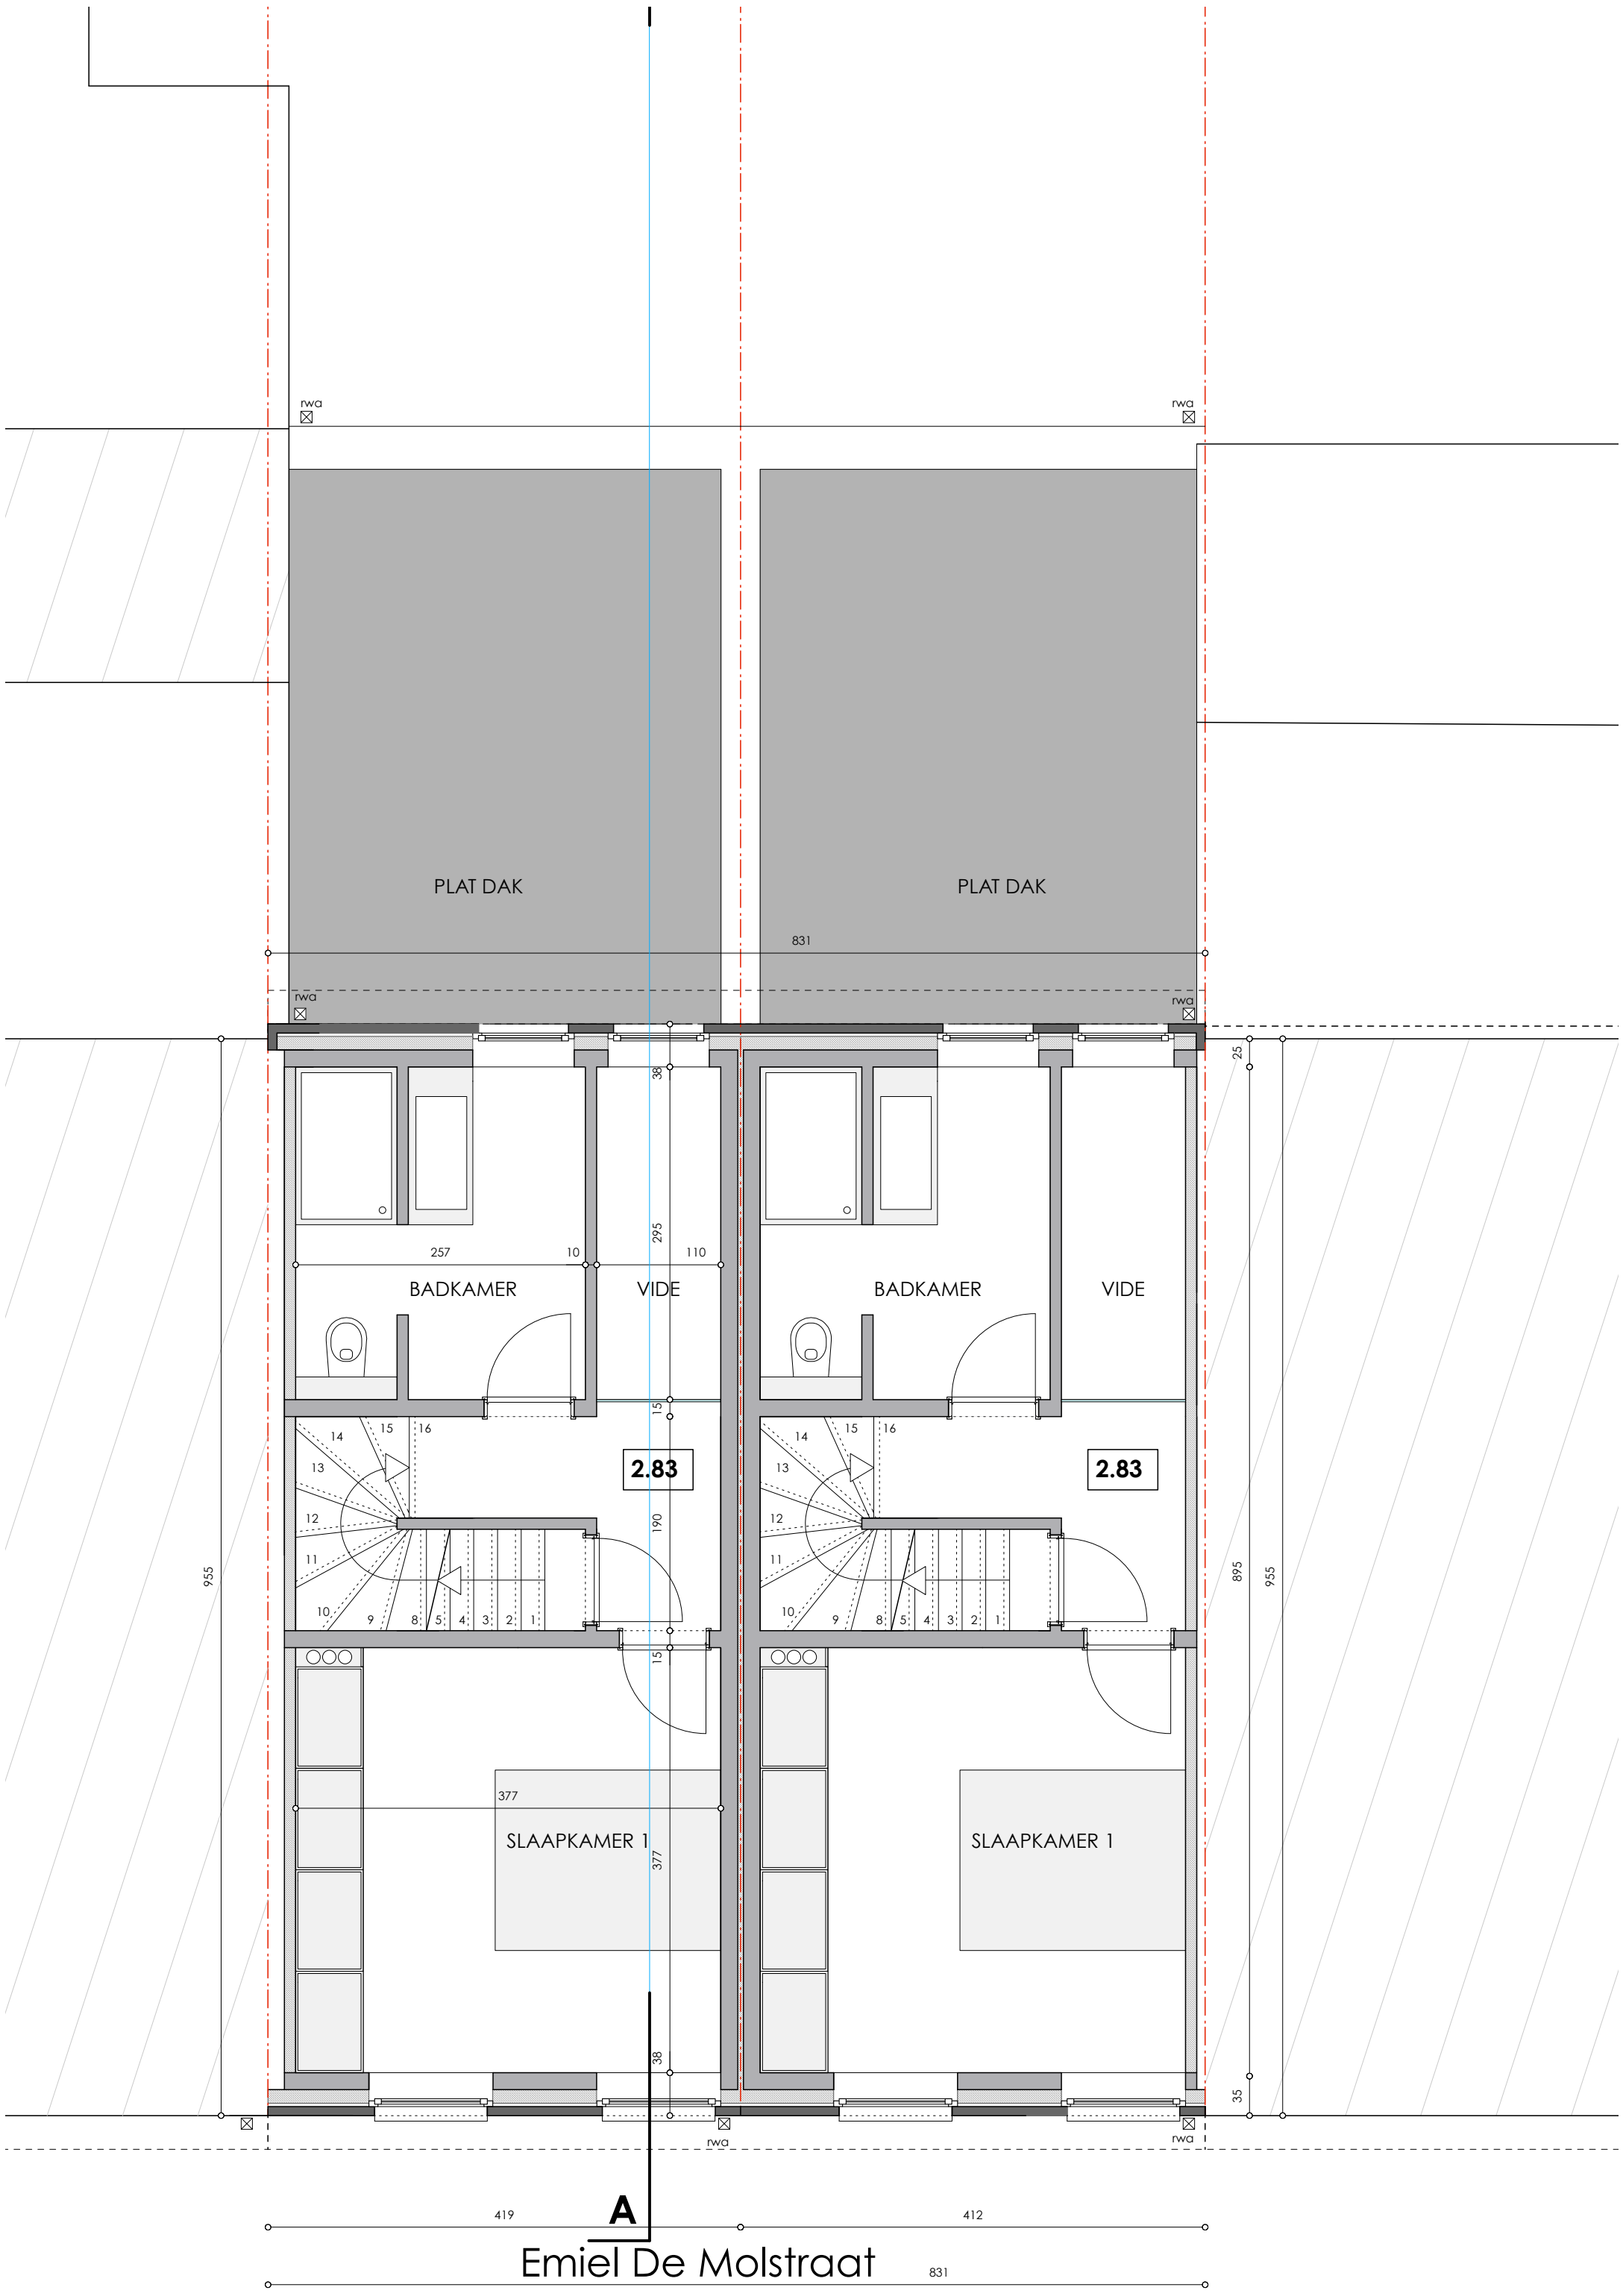 rwa rwa
PLAT DAK PLAT DAK
831
rwa rwa
38 25
295
257 10 110
BADKAMER VIDE BADKAMER VIDE
15
14 15 16 14 15 16
2.83 2.83
13 13
12 190 12
11 11
955 895 955
10 9 8 5 4 3 2 1 10 9 8 5 4 3 2 1
15
377
SLAAPKAMER 1 SLAAPKAMER 1
377
38 35
rwa rwa
A
419 412
Emiel De Molstraat
831